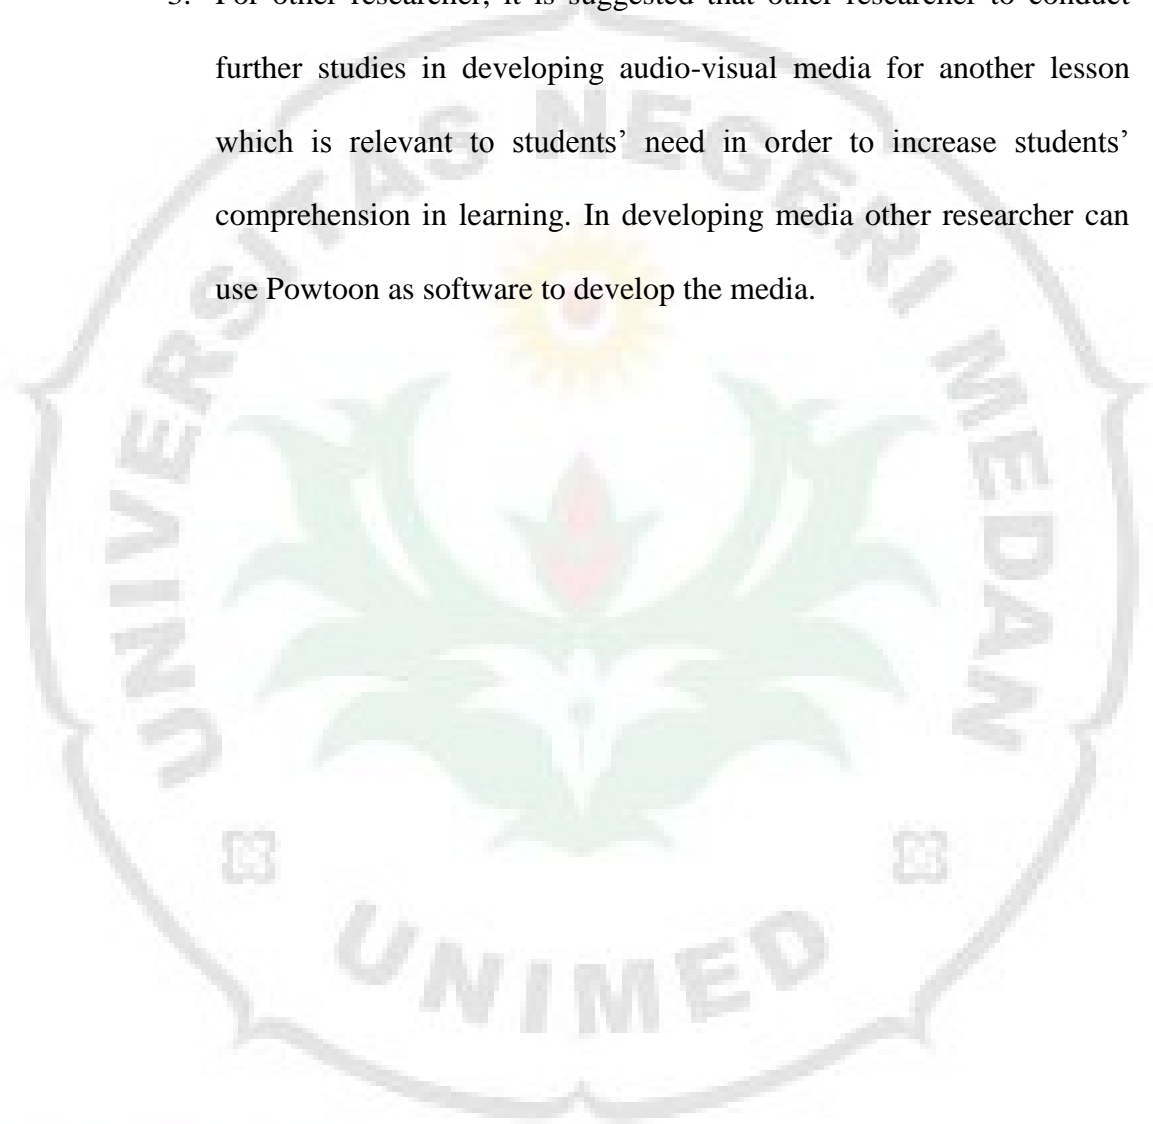 3. For other researcher, it is suggested that other researcher to conduct
further studies in developing audio-visual media for another lesson
which is relevant to students’ need in order to increase students’
comprehension in learning. In developing media other researcher can
use Powtoon as software to develop the media.
UNIVERSITAS NEGERI MEDAN
UNIMED